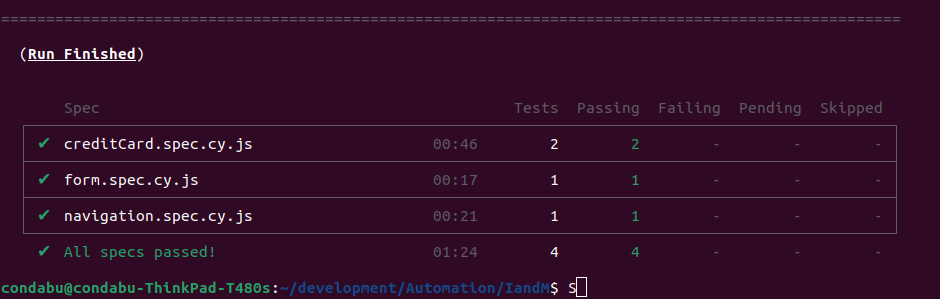 ================================================================================
(Run Finished)
Spec Tests Passing Failing Pending Skipped
✔ creditCard.spec.cy.js 00:46 2 2 - - -
✔ form.spec.cy.js 00:17 1 1 - - -
✔ navigation.spec.cy.js 00:21 1 1 - - -
✔ All specs passed! 01:24 4 4 - - -
condabu@condabu-ThinkPad-T480s:~/development/Automation/IandM$ S